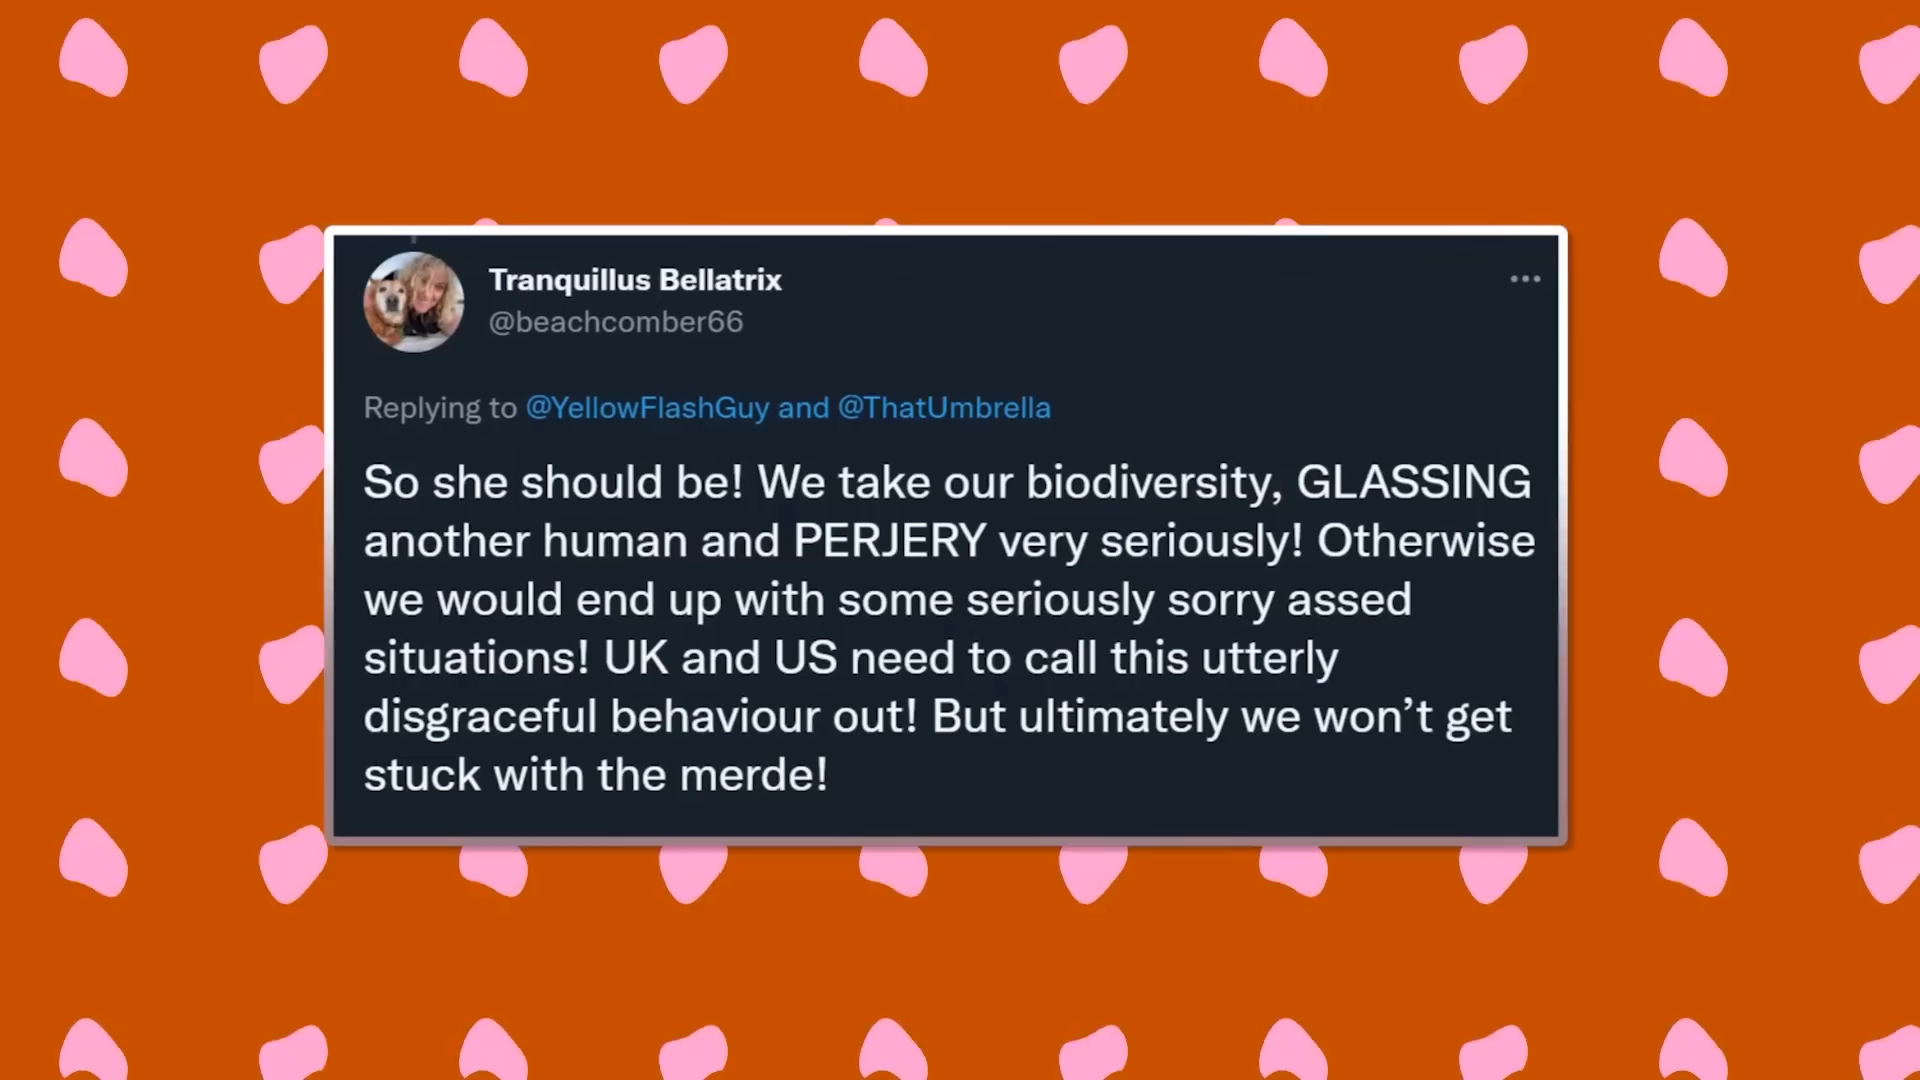 Tranquillus Bellatrix
@beachcomber66
Replying to @YellowFlashGuy and @ThatUmbrella
So she should be! We take our biodiversity, GLASSING
another human and PERJERY very seriously! Otherwise
we would end up with some seriously sorry assed
situations! UK and US need to call this utterly
disgraceful behaviour out! But ultimately we won’t get
stuck with the merde!